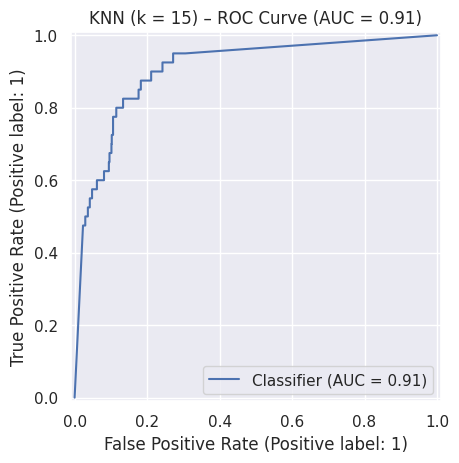 KNN (k = 15) – ROC Curve (AUC = 0.91)
True Positive Rate (Positive label: 1)
1.0
0.8
0.6
0.4
0.2
0.0
Classifier (AUC = 0.91)
0.0 0.2 0.4 0.6 0.8 1.0
False Positive Rate (Positive label: 1)